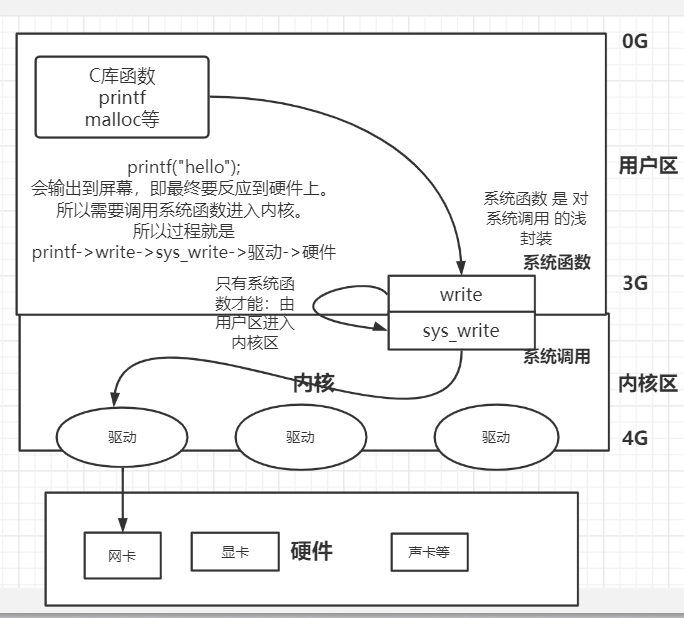 0G
C库函数
printf
malloc等
用户区
printf("hello");
会输出到屏幕，即最终要反应到硬件上。
所以需要调用系统函数进入内核。
所以过程就是
printf->write->sys_write->驱动->硬件
系统函数 是 对
系统调用 的浅
封装
系统函数
只有系统函
数才能：由
用户区进入
内核区
3G
write
sys_write
系统调用
内核
内核区
驱动
驱动
驱动
4G
网卡
显卡
硬件
声卡等